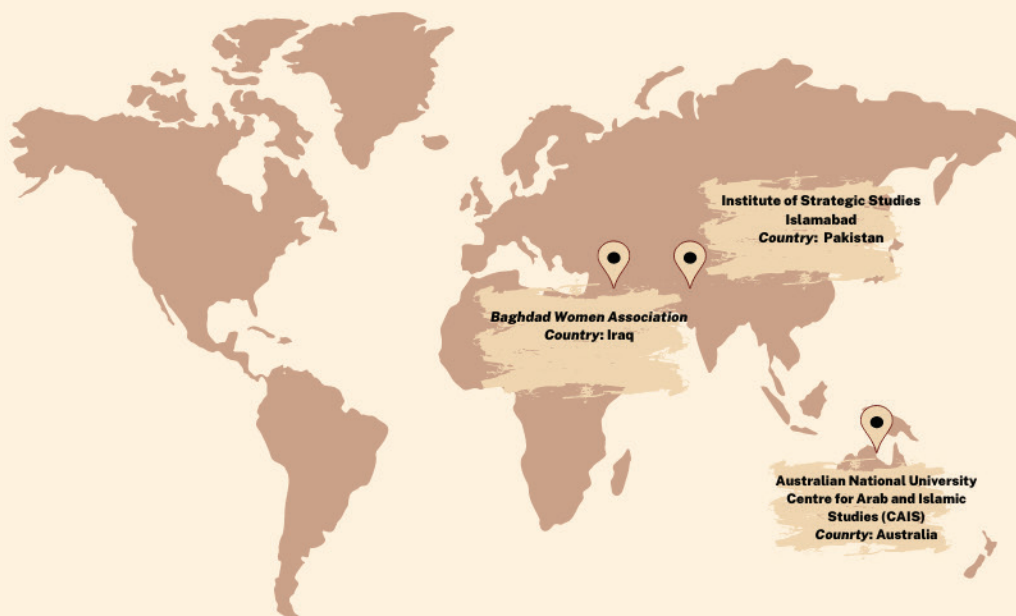 Institute of Strategic Studies
Islamabad
Country: Pakistan
Baghdad Women Association
Country: Iraq
Australian National University
Centre for Arab and Islamic
Studies (CAIS)
Counrty: Australia